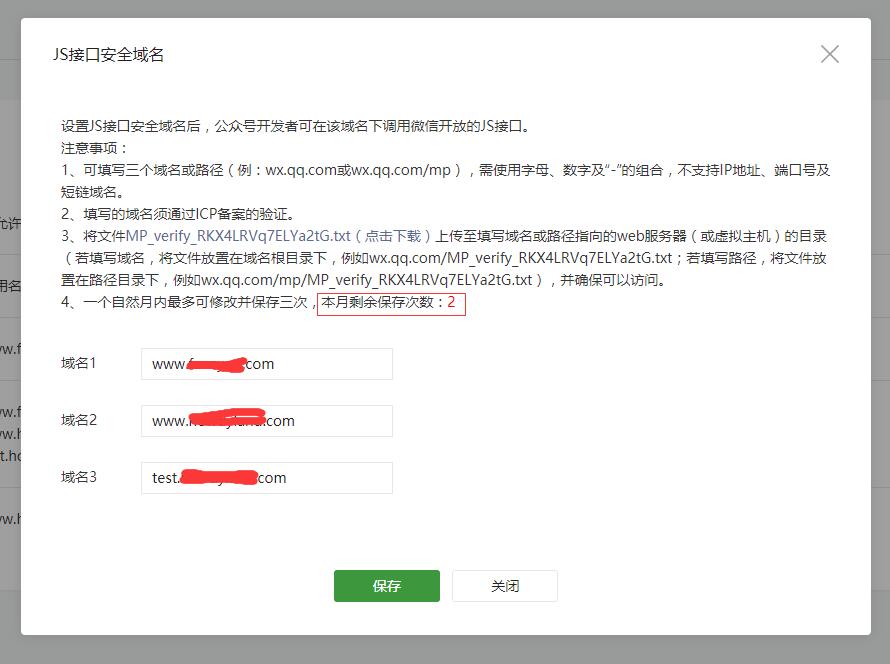 JS接口安全域名
设置JS接口安全域名后，公众号开发者可在该域名下调用微信开放的JS接口。
注意事项：
1、可填写三个域名或路径（例：wx.qq.com或wx.qq.com/mp），需使用字母、数字及“-”的组合，不支持IP地址、端口号及
短链域名。
2、填写的域名须通过ICP备案的验证。
3、将文件MP_verify_RKX4LRVq7ELYa2tG.txt（点击下载）上传至填写域名或路径指向的web服务器（或虚拟主机）的目录
（若填写域名，将文件放置在域名根目录下，例如wx.qq.com/MP_verify_RKX4LRVq7ELYa2tG.txt；若填写路径，将文件放
置在路径目录下，例如wx.qq.com/mp/MP_verify_RKX4LRVq7ELYa2tG.txt），并确保可以访问。
4、一个自然月内最多可修改并保存三次，本月剩余保存次数：2
域名1 www. .com
域名2 www. .com
域名3 test. .com
保存 关闭